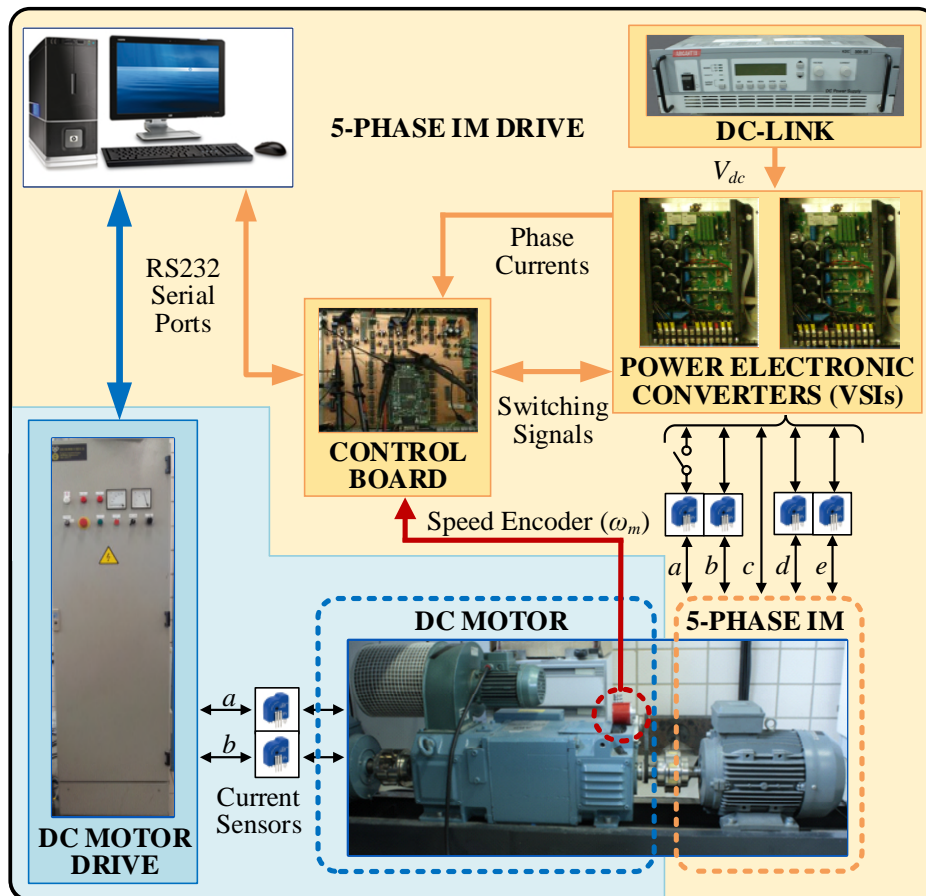 5-PHASE IM DRIVE
DC-LINK
V_dc
Phase
Currents
RS232
Serial
Ports
POWER ELECTRONIC
CONVERTERS (VSIs)
Switching
Signals
CONTROL
BOARD
Speed Encoder (ω_m)
a
b
c
d
e
DC MOTOR
5-PHASE IM
a
b
Current
Sensors
DC MOTOR
DRIVE